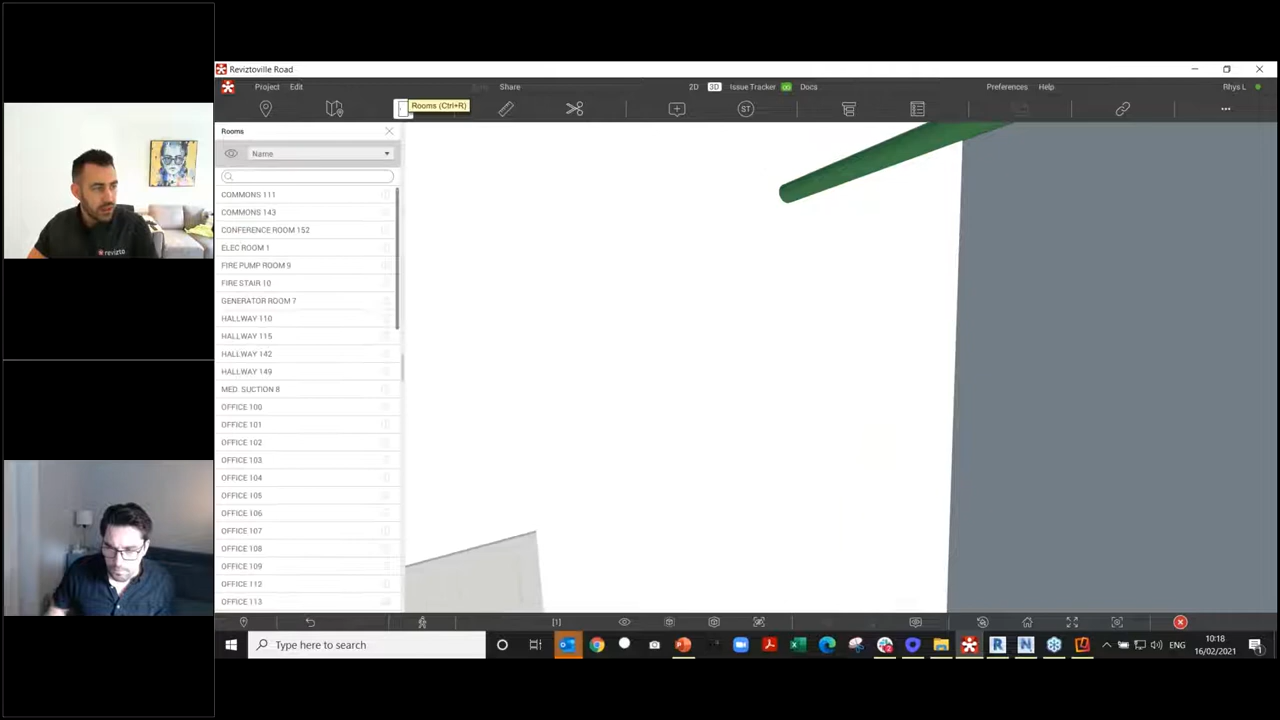 Reviztoville Road
Project Edit Share 2D 3D Issue Tracker Docs Preferences Help Rhys L
Rooms (Ctrl+R)
ST
Rooms
Name
COMMONS 111
COMMONS 143
CONFERENCE ROOM 152
ELEC ROOM 1
FIRE PUMP ROOM 9
FIRE STAIR 10
GENERATOR ROOM 7
HALLWAY 110
HALLWAY 115
HALLWAY 142
HALLWAY 149
MED. SUCTION 8
OFFICE 100
OFFICE 101
OFFICE 102
OFFICE 103
OFFICE 104
OFFICE 105
OFFICE 106
OFFICE 107
OFFICE 108
OFFICE 109
OFFICE 112
OFFICE 113
revizto
[1]
Type here to search
ENG
10:18
16/02/2021